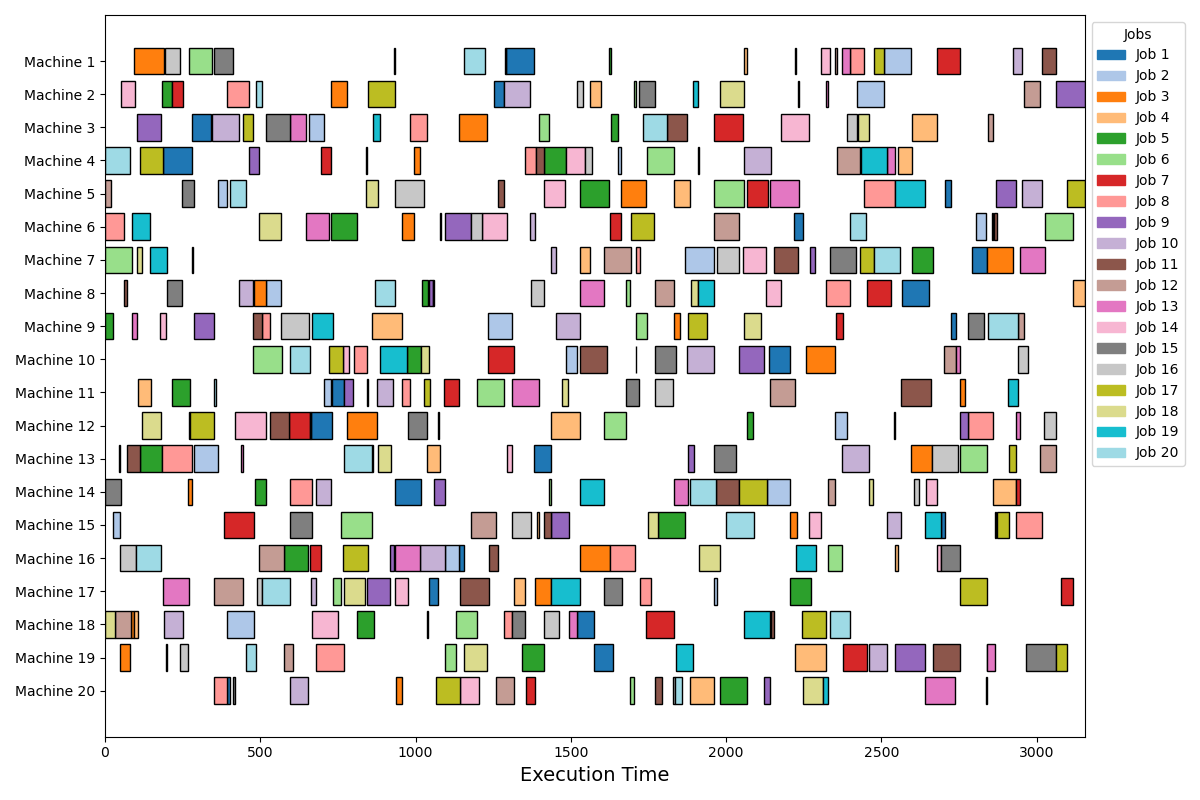 Machine 1
Machine 2
Machine 3
Machine 4
Machine 5
Machine 6
Machine 7
Machine 8
Machine 9
Machine 10
Machine 11
Machine 12
Machine 13
Machine 14
Machine 15
Machine 16
Machine 17
Machine 18
Machine 19
Machine 20
0 500 1000 1500 2000 2500 3000
Execution Time
Jobs
Job 1
Job 2
Job 3
Job 4
Job 5
Job 6
Job 7
Job 8
Job 9
Job 10
Job 11
Job 12
Job 13
Job 14
Job 15
Job 16
Job 17
Job 18
Job 19
Job 20